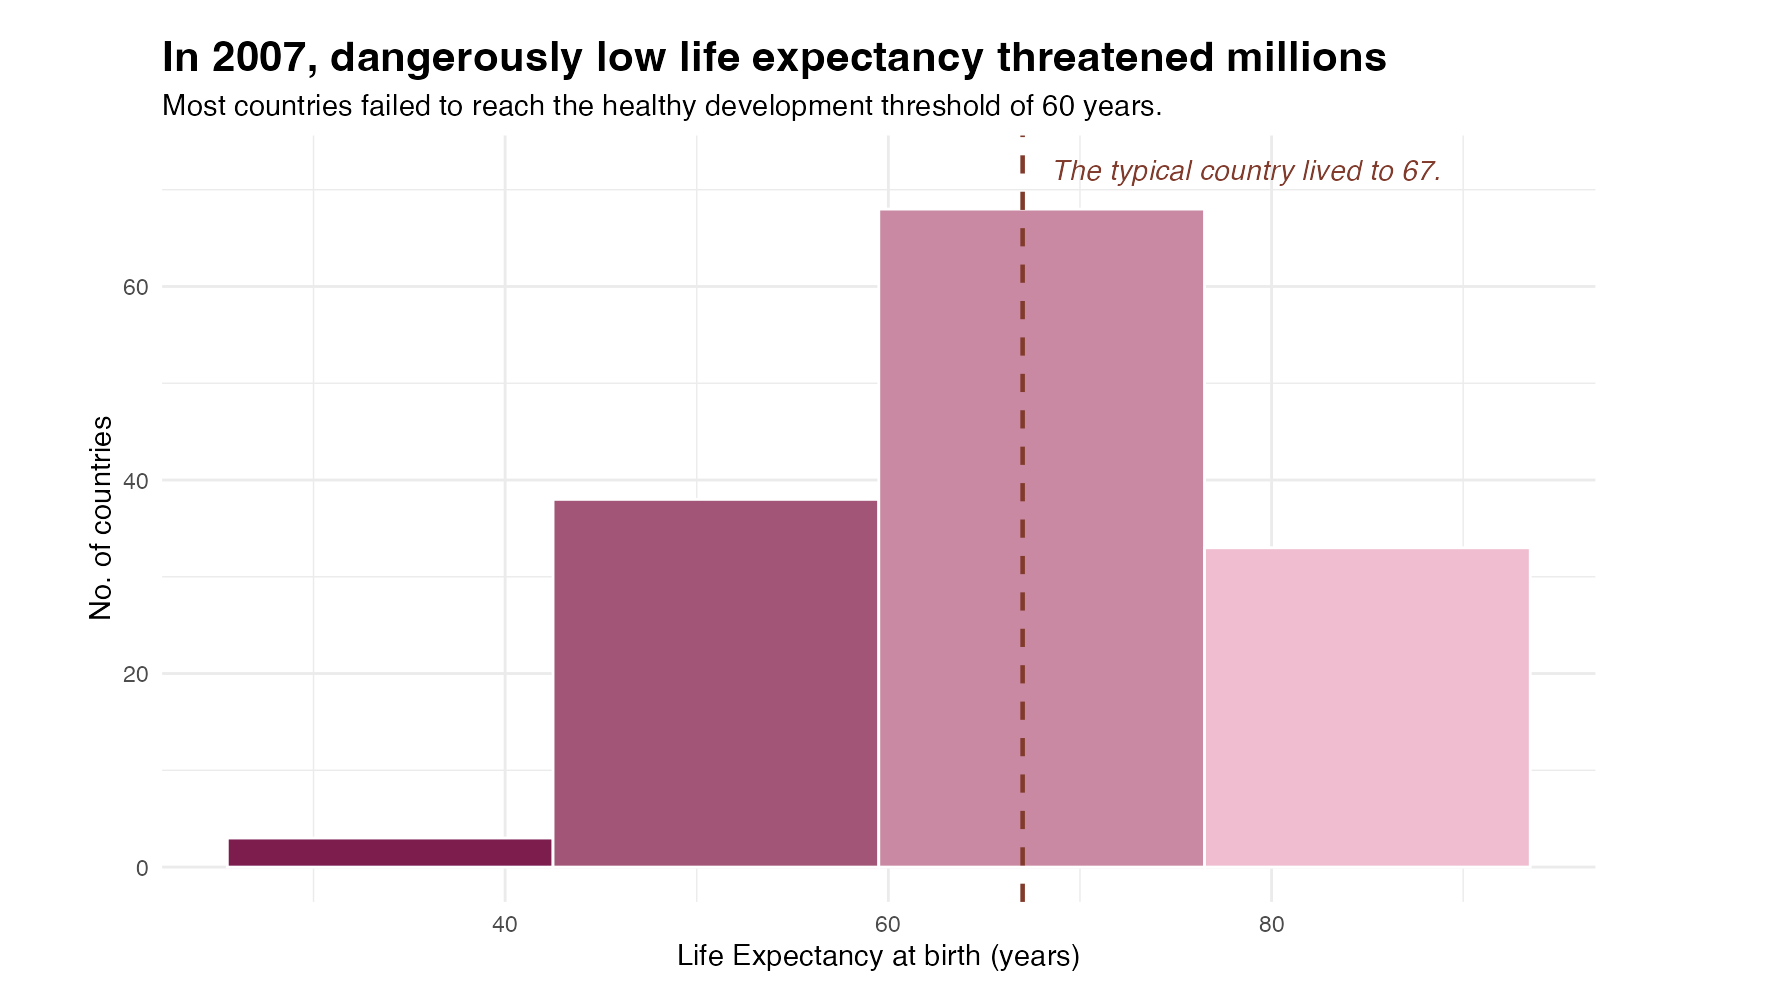 In 2007, dangerously low life expectancy threatened millions
Most countries failed to reach the healthy development threshold of 60 years.
The typical country lived to 67.
No. of countries
60
40
20
0
40
60
80
Life Expectancy at birth (years)